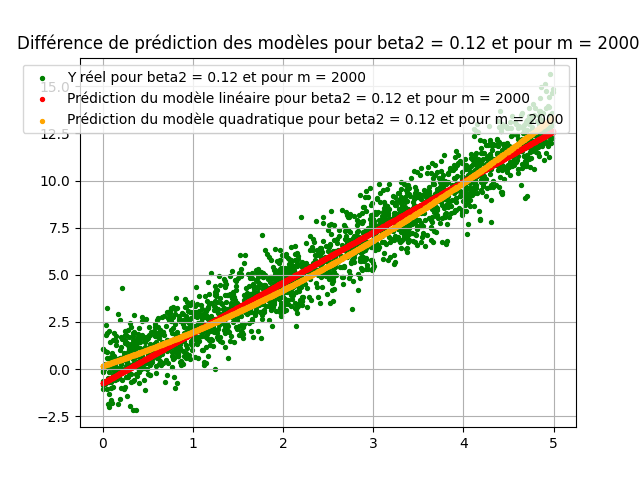 Différence de prédiction des modèles pour beta2 = 0.12 et pour m = 2000
Y réel pour beta2 = 0.12 et pour m = 2000
Prédiction du modèle linéaire pour beta2 = 0.12 et pour m = 2000
Prédiction du modèle quadratique pour beta2 = 0.12 et pour m = 2000
15.0
12.5
10.0
7.5
5.0
2.5
0.0
−2.5
0 1 2 3 4 5